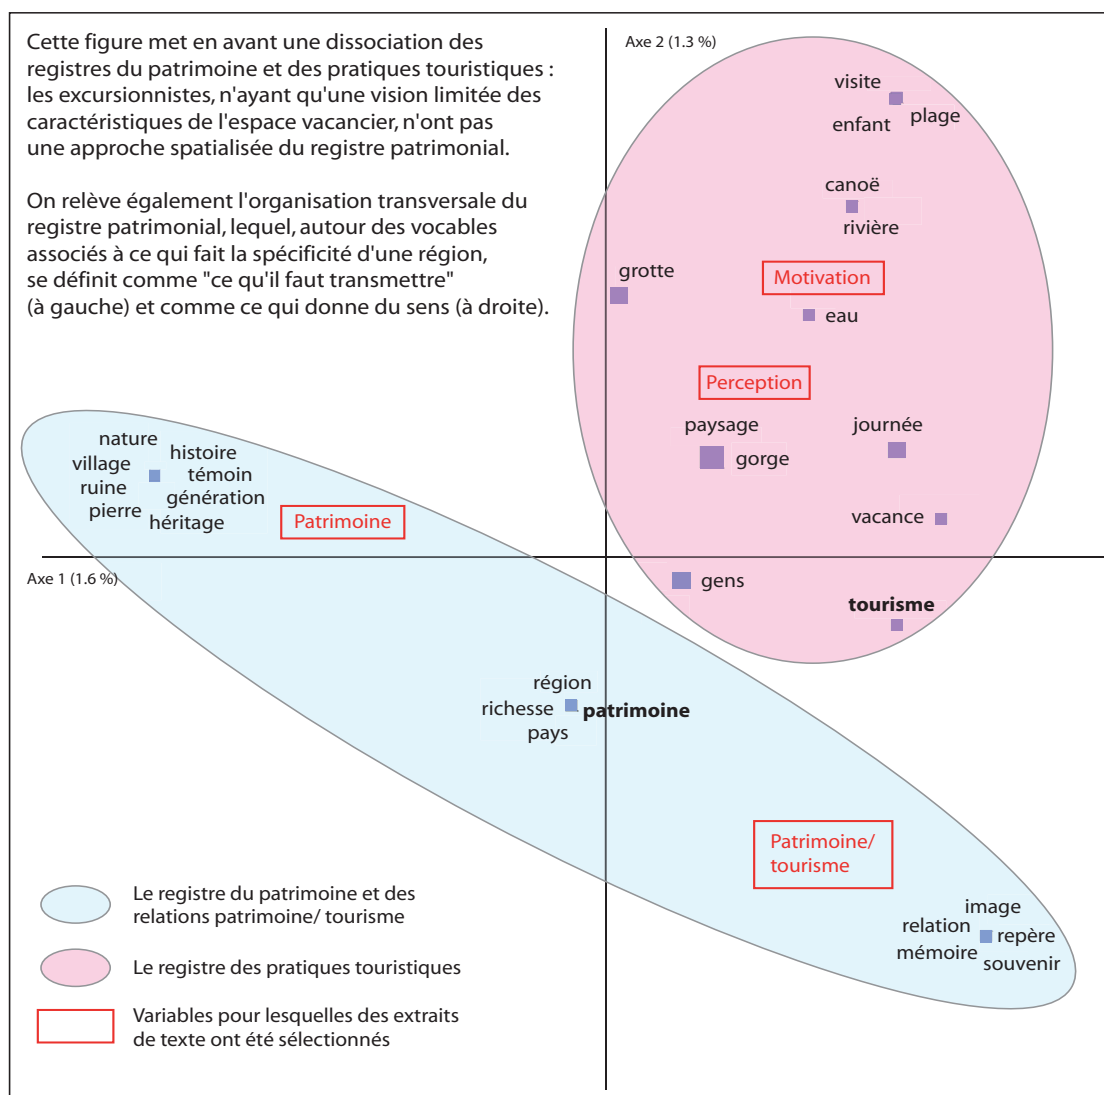 Cette figure met en avant une dissociation des
registres du patrimoine et des pratiques touristiques :
les excursionnistes, n'ayant qu'une vision limitée des
caractéristiques de l'espace vacancier, n'ont pas
une approche spatialisée du registre patrimonial.
On relève également l'organisation transversale du
registre patrimonial, lequel, autour des vocables
associés à ce qui fait la spécificité d'une région,
se définit comme "ce qu'il faut transmettre"
(à gauche) et comme ce qui donne du sens (à droite).
Axe 2 (1.3 %)
visite
plage
enfant
canoë
rivière
grotte
Motivation
eau
Perception
paysage
gorge
journée
vacance
nature
histoire
village
témoin
ruine
génération
pierre
héritage
Patrimoine
Axe 1 (1.6 %)
gens
tourisme
région
richesse
patrimoine
pays
Patrimoine/
tourisme
image
relation
repère
mémoire
souvenir
Le registre du patrimoine et des
relations patrimoine/ tourisme
Le registre des pratiques touristiques
Variables pour lesquelles des extraits
de texte ont été sélectionnés